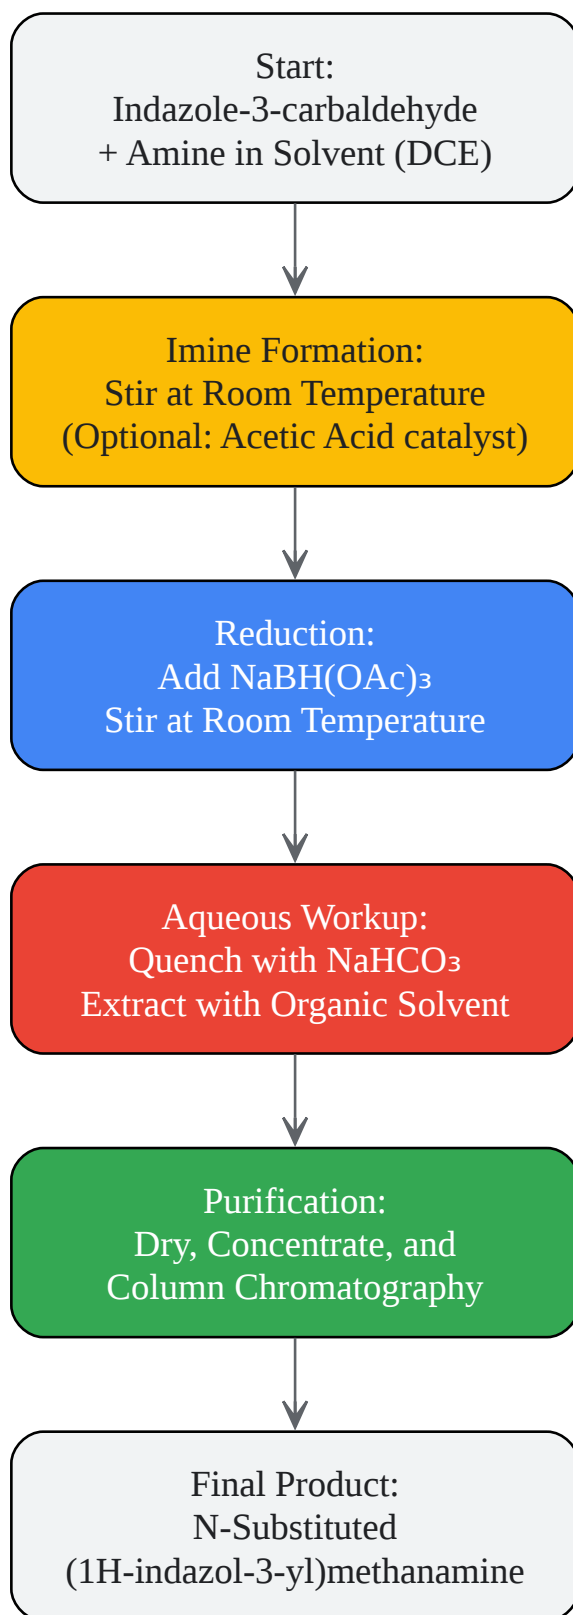 Start:
Indazole-3-carbaldehyde
+ Amine in Solvent (DCE)
Imine Formation:
Stir at Room Temperature
(Optional: Acetic Acid catalyst)
Reduction:
Add NaBH(OAc)₃
Stir at Room Temperature
Aqueous Workup:
Quench with NaHCO₃
Extract with Organic Solvent
Purification:
Dry, Concentrate, and
Column Chromatography
Final Product:
N-Substituted
(1H-indazol-3-yl)methanamine